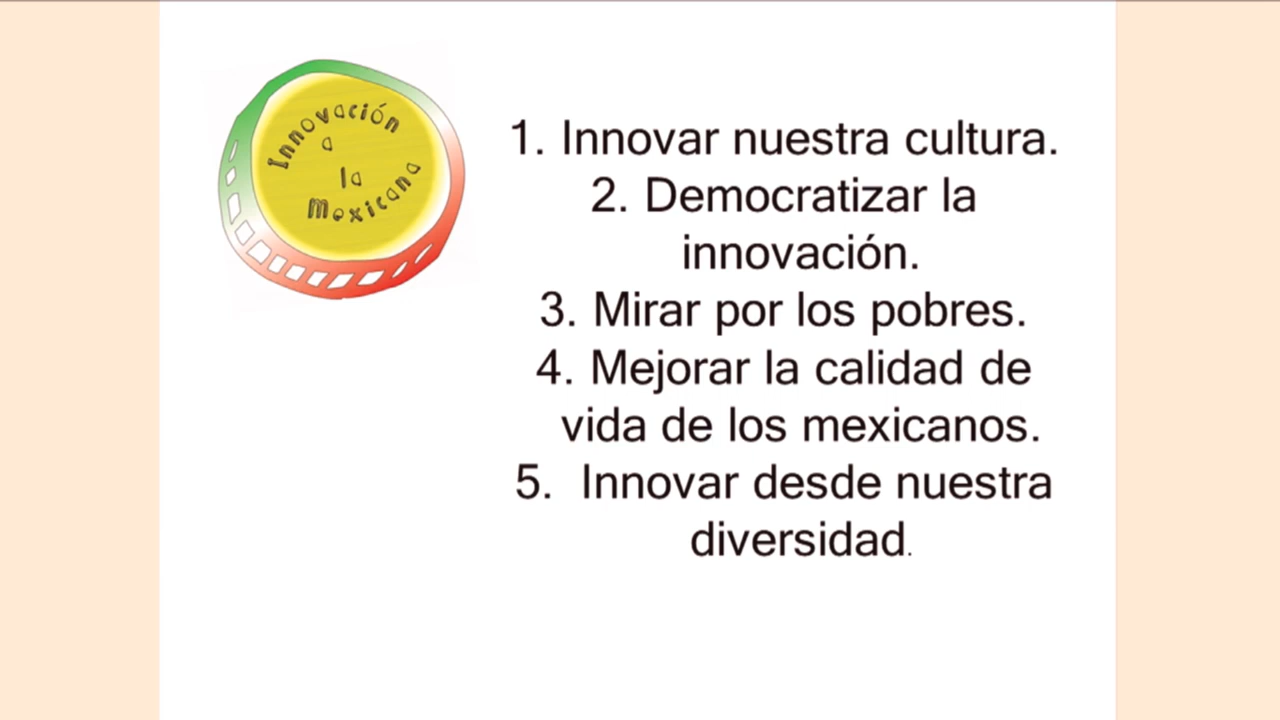 Innovación
a
la
Mexicana
1. Innovar nuestra cultura.
2. Democratizar la
innovación.
3. Mirar por los pobres.
4. Mejorar la calidad de
vida de los mexicanos.
5. Innovar desde nuestra
diversidad.